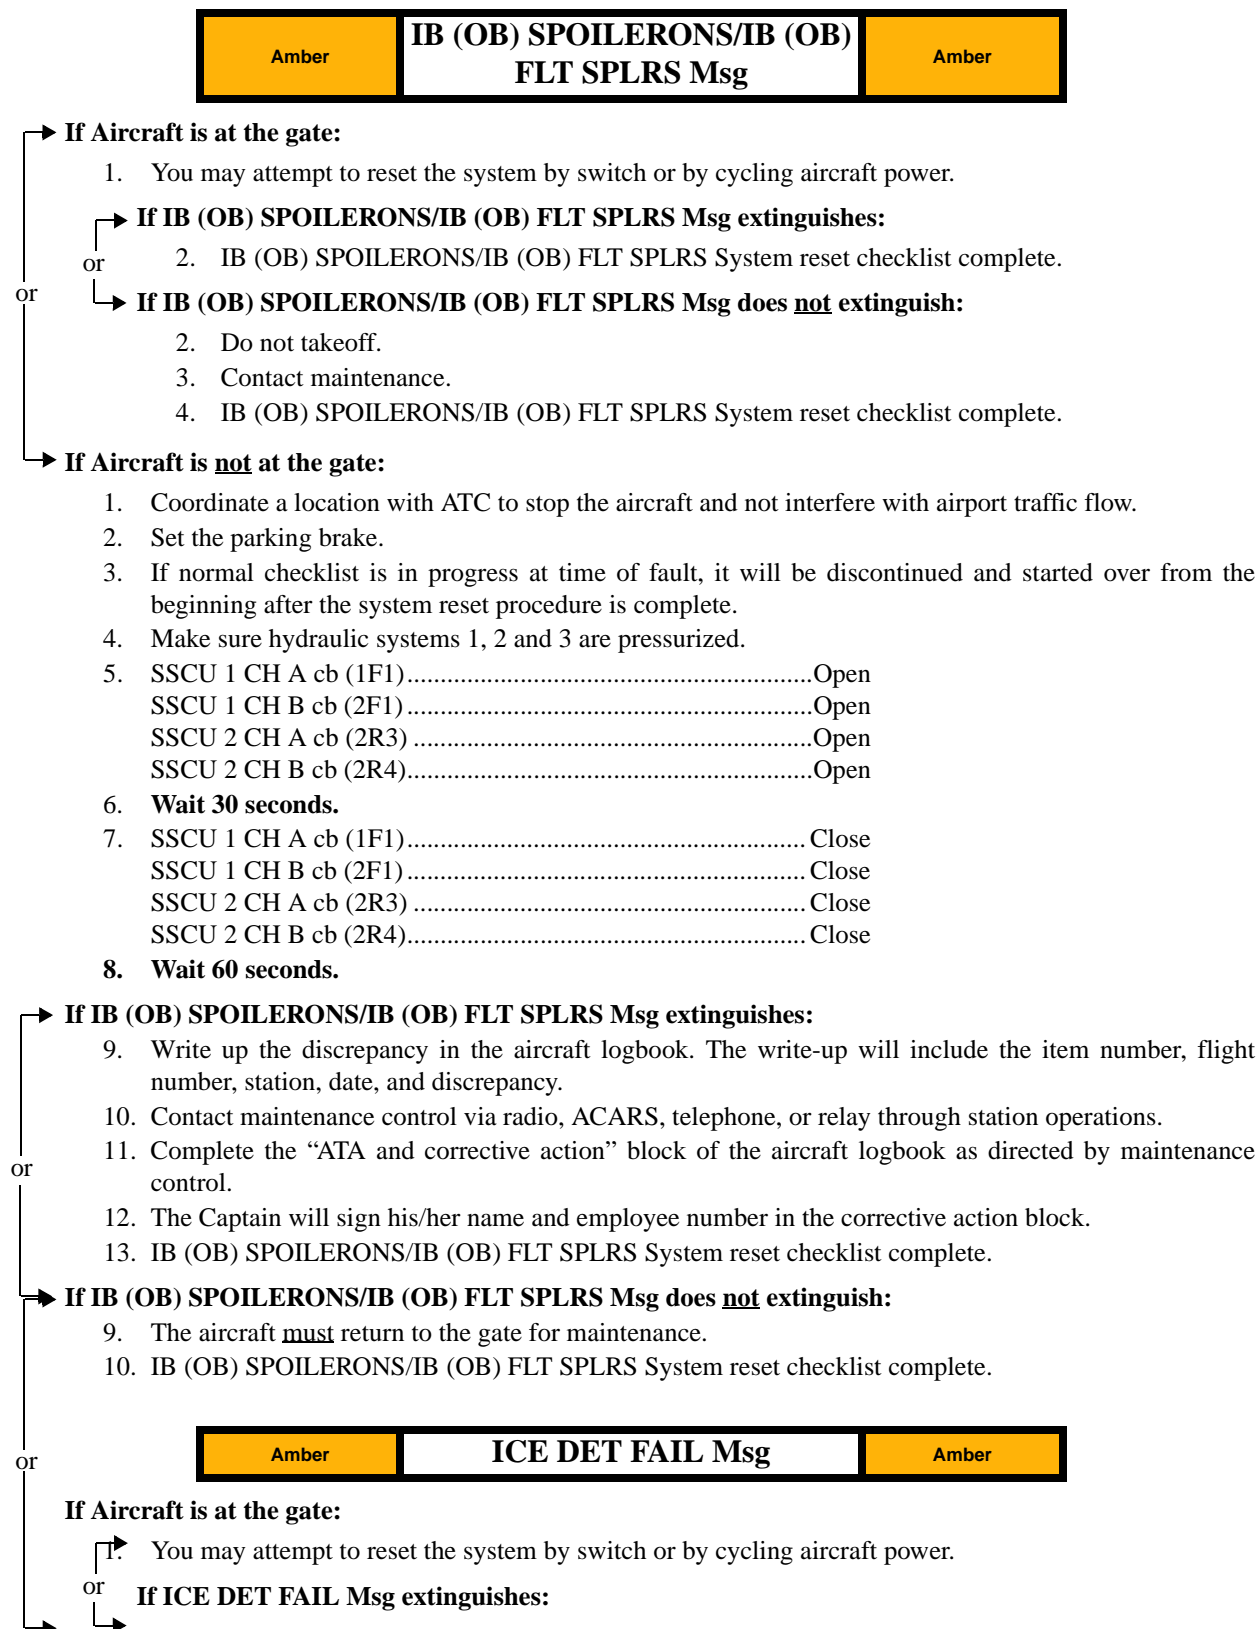 Amber
IB (OB) SPOILERONS/IB (OB)
FLT SPLRS Msg
Amber
If Aircraft is at the gate:
1. You may attempt to reset the system by switch or by cycling aircraft power.
If IB (OB) SPOILERONS/IB (OB) FLT SPLRS Msg extinguishes:
or
2. IB (OB) SPOILERONS/IB (OB) FLT SPLRS System reset checklist complete.
or
If IB (OB) SPOILERONS/IB (OB) FLT SPLRS Msg does not extinguish:
2. Do not takeoff.
3. Contact maintenance.
4. IB (OB) SPOILERONS/IB (OB) FLT SPLRS System reset checklist complete.
If Aircraft is not at the gate:
1. Coordinate a location with ATC to stop the aircraft and not interfere with airport traffic flow.
2. Set the parking brake.
3. If normal checklist is in progress at time of fault, it will be discontinued and started over from the
beginning after the system reset procedure is complete.
4. Make sure hydraulic systems 1, 2 and 3 are pressurized.
5. SSCU 1 CH A cb (1F1).............................................................Open
SSCU 1 CH B cb (2F1).............................................................Open
SSCU 2 CH A cb (2R3)............................................................Open
SSCU 2 CH B cb (2R4).............................................................Open
6. Wait 30 seconds.
7. SSCU 1 CH A cb (1F1)............................................................Close
SSCU 1 CH B cb (2F1)............................................................Close
SSCU 2 CH A cb (2R3)...........................................................Close
SSCU 2 CH B cb (2R4)............................................................Close
8. Wait 60 seconds.
If IB (OB) SPOILERONS/IB (OB) FLT SPLRS Msg extinguishes:
9. Write up the discrepancy in the aircraft logbook. The write-up will include the item number, flight
number, station, date, and discrepancy.
10. Contact maintenance control via radio, ACARS, telephone, or relay through station operations.
11. Complete the “ATA and corrective action” block of the aircraft logbook as directed by maintenance
or
control.
12. The Captain will sign his/her name and employee number in the corrective action block.
13. IB (OB) SPOILERONS/IB (OB) FLT SPLRS System reset checklist complete.
If IB (OB) SPOILERONS/IB (OB) FLT SPLRS Msg does not extinguish:
9. The aircraft must return to the gate for maintenance.
10. IB (OB) SPOILERONS/IB (OB) FLT SPLRS System reset checklist complete.
Amber
ICE DET FAIL Msg
Amber
or
If Aircraft is at the gate:
1. You may attempt to reset the system by switch or by cycling aircraft power.
or
If ICE DET FAIL Msg extinguishes: